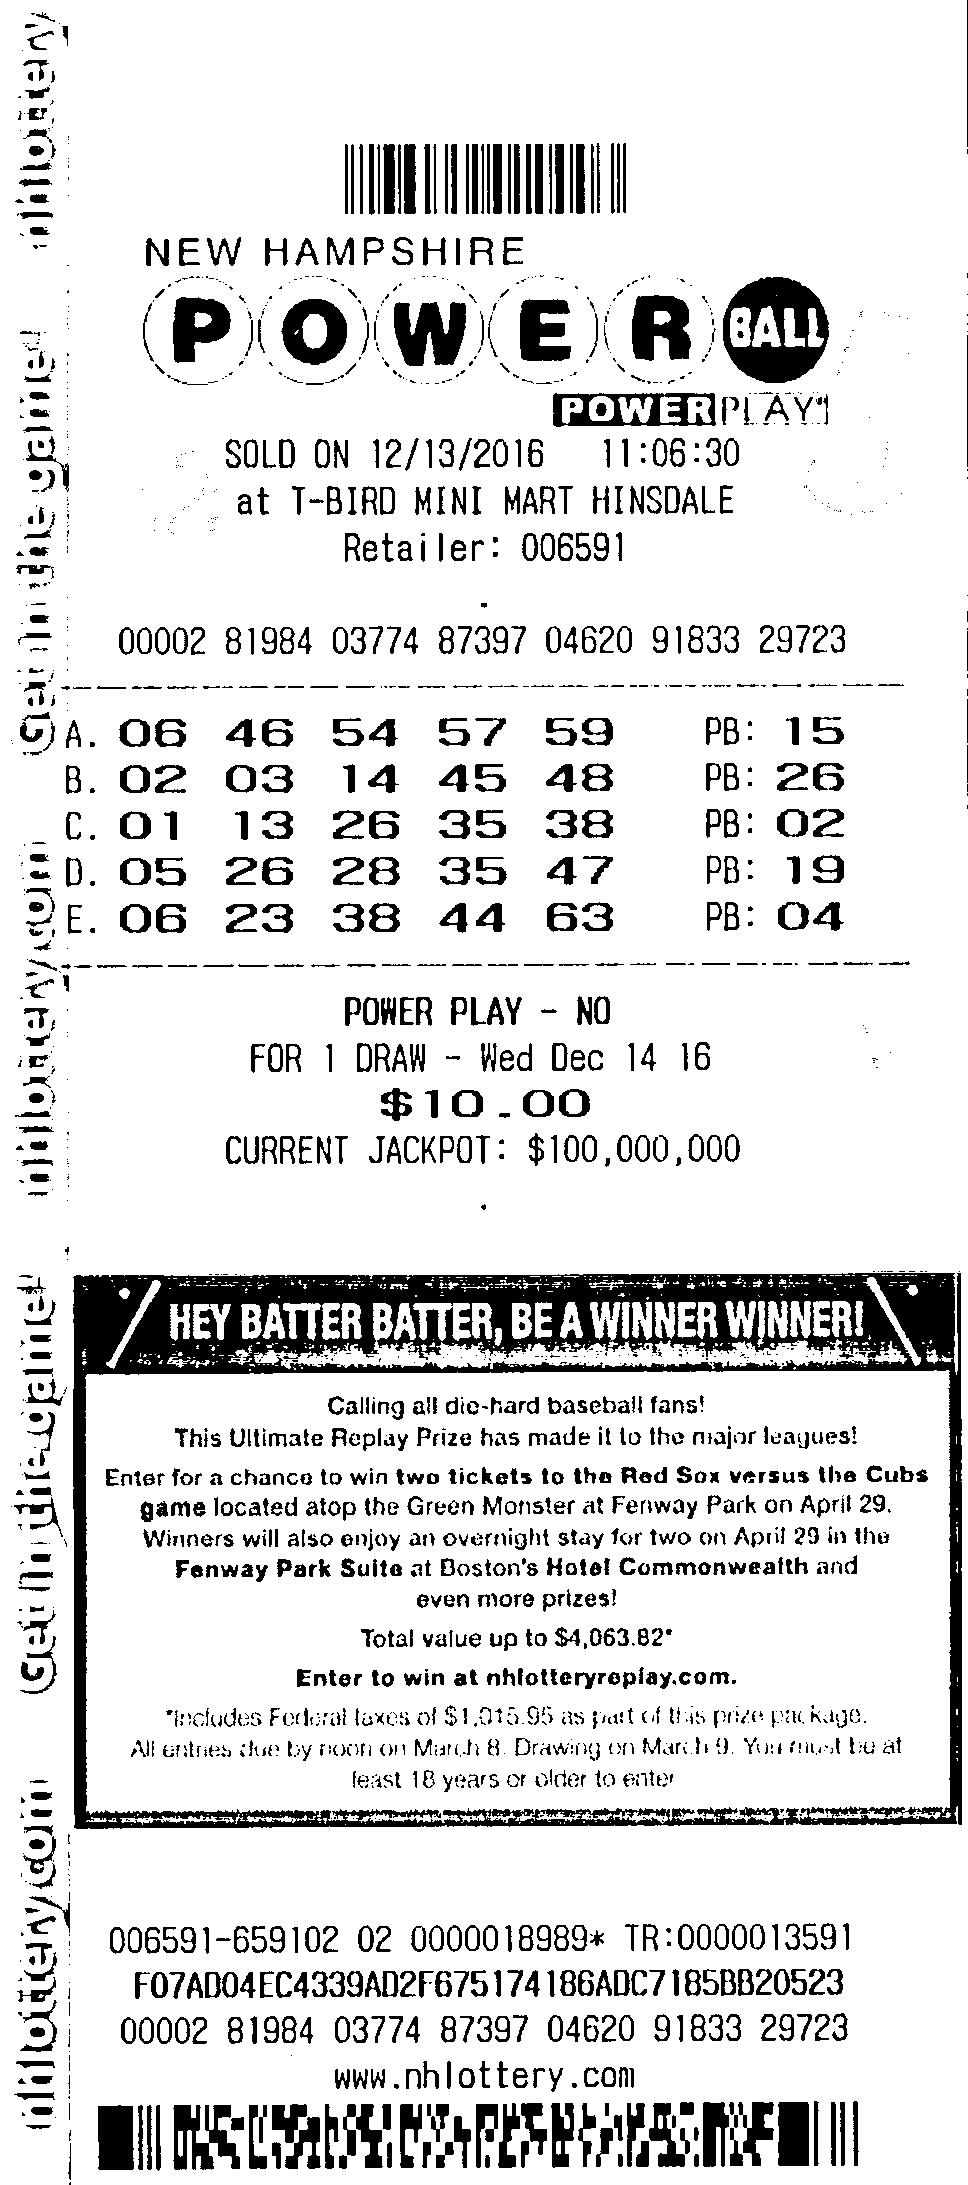 NEW HAMPSHIRE
POWER BALL
POWERPLAY
SOLD ON 12/13/2016 11:06:30
at T-BIRD MINI MART HINSDALE
Retailer: 006591
00002 81984 03774 87397 04620 91833 29723
A. 06 46 54 57 59 PB: 15
B. 02 03 14 45 48 PB: 26
C. 01 13 26 35 38 PB: 02
D. 05 26 28 35 47 PB: 19
E. 06 23 38 44 63 PB: 04
POWER PLAY - NO
FOR 1 DRAW - Wed Dec 14 16
$10.00
CURRENT JACKPOT: $100,000,000
HEY BATTER BATTER, BE A WINNER WINNER!
Calling all die-hard baseball fans!
This Ultimate Replay Prize has made it to the major leagues!
Enter for a chance to win two tickets to the Red Sox versus the Cubs
game located atop the Green Monster at Fenway Park on April 29.
Winners will also enjoy an overnight stay for two on April 29 in the
Fenway Park Suite at Boston's Hotel Commonwealth and
even more prizes!
Total value up to $4,063.82*
Enter to win at nhlotteryreplay.com.
*Includes Federal taxes of $1,015.95 as part of this prize package.
All entries due by noon on March 8. Drawing on March 9. You must be at
least 18 years or older to enter
006591-659102 02 0000018989* TR:0000013591
F07AD04EC4339AD2F675174186ADC7185BB20523
00002 81984 03774 87397 04620 91833 29723
www.nhlottery.com
nhlottery.com Get in the game! nhlottery.com Get in the game! nhlottery